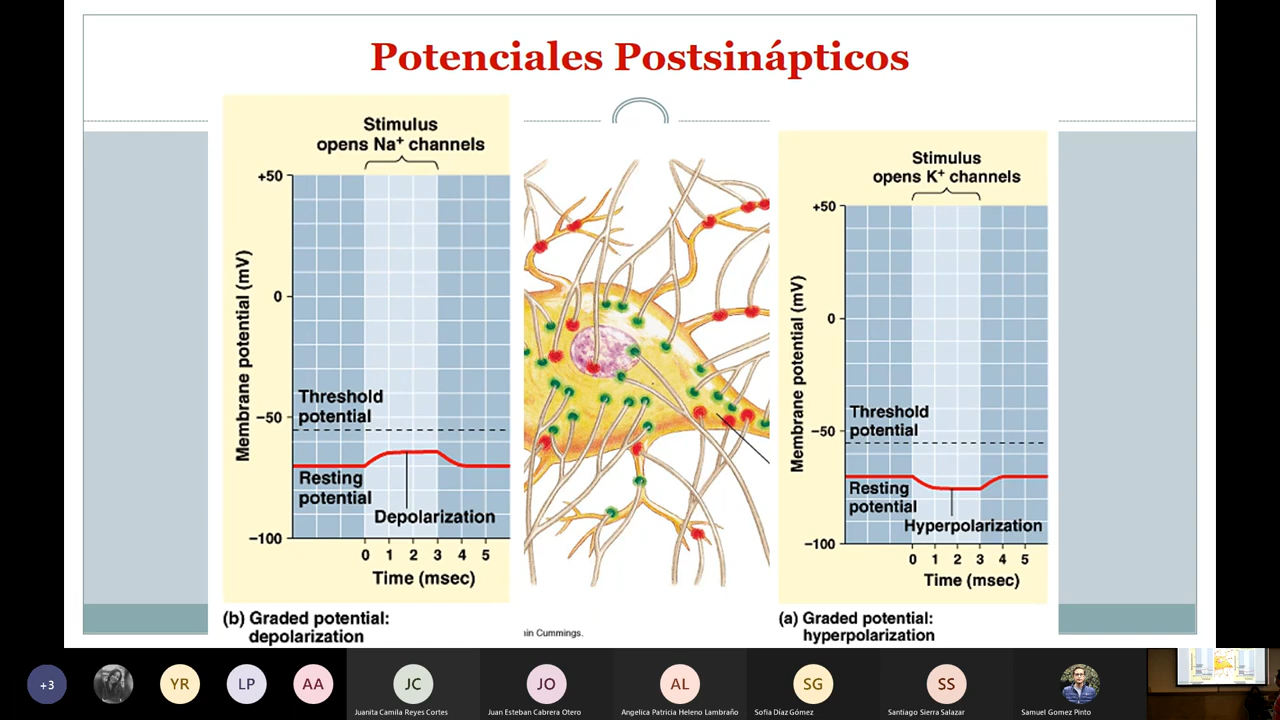 Potenciales Postsinápticos
Stimulus
opens Na+ channels
+50
0
−50
−100
Membrane potential (mV)
Threshold
potential
Resting
potential
Depolarization
0 1 2 3 4 5
Time (msec)
(b) Graded potential:
depolarization
in Cummings.
Stimulus
opens K+ channels
+50
0
−50
−100
Membrane potential (mV)
Threshold
potential
Resting
potential
Hyperpolarization
0 1 2 3 4 5
Time (msec)
(a) Graded potential:
hyperpolarization
+3
YR
LP
AA
JC
Juanita Camila Reyes Cortes
JO
Juan Esteban Cabrera Otero
AL
Angelica Patricia Heleno Lambraño
SG
Sofia Díaz Gómez
SS
Santiago Sierra Salazar
Samuel Gomez Pinto